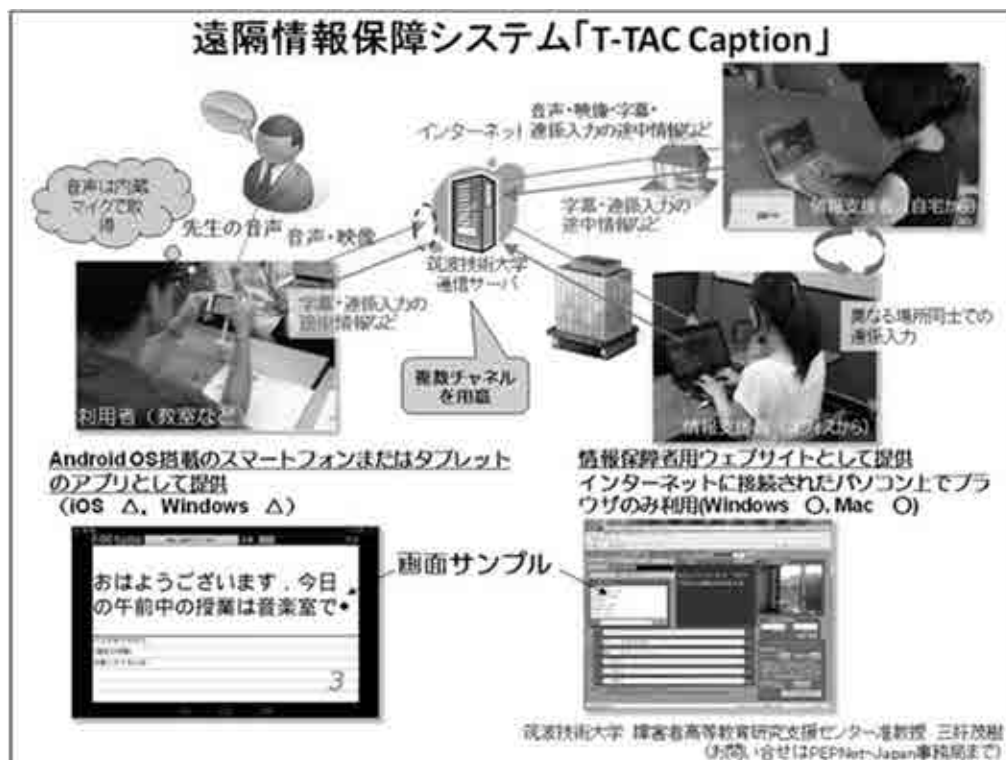 遠隔情報保障システム「T-TAC Caption」
音声は内蔵
マイクで取
得
先生の音声
音声・映像
インターネット
音声・映像・字幕・
連係入力の途中情報など
字幕・連係入力の
途中情報など
情報支援者（自宅から）
筑波技術大学
通信サーバ
字幕・連係入力の
途中情報など
異なる場所同士での
連係入力
複数チャネル
を用意
利用者（教室など
情報支援者（オフィスから）
Android OS搭載のスマートフォンまたはタブレット
のアプリとして提供
（iOS △，Windows △）
情報保障者用ウェブサイトとして提供
インターネットに接続されたパソコン上でブラ
ウザのみ利用(Windows ○，Mac ○)
画面サンプル
おはようございます．今日
の午前中の授業は音楽室で
3
筑波技術大学 障害者高等教育研究支援センター准教授 三好茂樹
(お問い合せはPEPNet-Japan事務局まで)